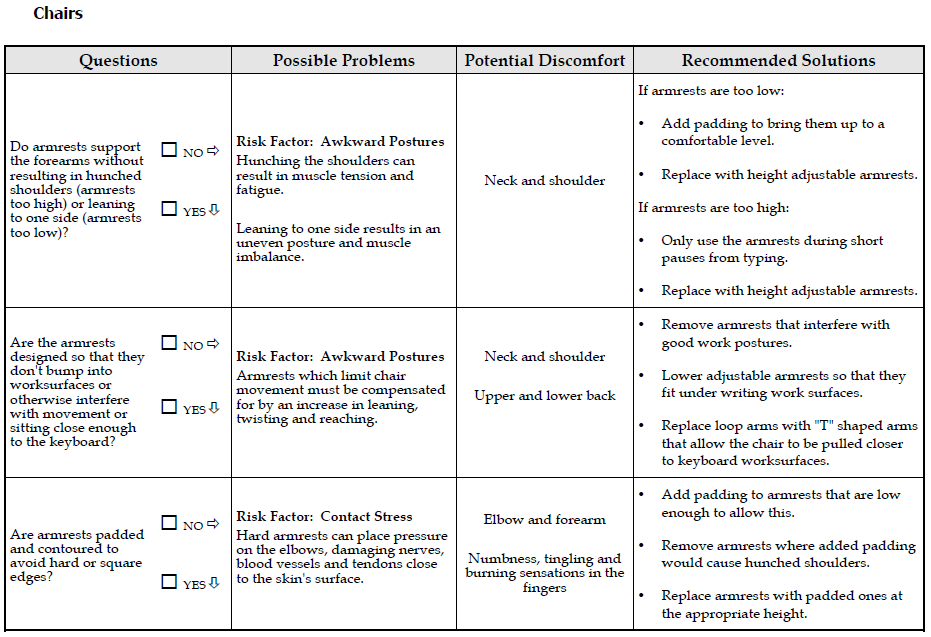 Chairs
Questions
Possible Problems
Potential Discomfort
Recommended Solutions
Do armrests support
the forearms without
resulting in hunched
shoulders (armrests
too high) or leaning
to one side (armrests
too low)?
☐ NO ⇨
☐ YES ⇩
Risk Factor: Awkward Postures
Hunching the shoulders can
result in muscle tension and
fatigue.
Leaning to one side results in an
uneven posture and muscle
imbalance.
Neck and shoulder
If armrests are too low:
• Add padding to bring them up to a
comfortable level.
• Replace with height adjustable armrests.
If armrests are too high:
• Only use the armrests during short
pauses from typing.
• Replace with height adjustable armrests.
Are the armrests
designed so that they
don't bump into
worksurfaces or
otherwise interfere
with movement or
sitting close enough
to the keyboard?
☐ NO ⇨
☐ YES ⇩
Risk Factor: Awkward Postures
Armrests which limit chair
movement must be compensated
for by an increase in leaning,
twisting and reaching.
Neck and shoulder
Upper and lower back
• Remove armrests that interfere with
good work postures.
• Lower adjustable armrests so that they
fit under writing work surfaces.
• Replace loop arms with "T" shaped arms
that allow the chair to be pulled closer
to keyboard worksurfaces.
Are armrests padded
and contoured to
avoid hard or square
edges?
☐ NO ⇨
☐ YES ⇩
Risk Factor: Contact Stress
Hard armrests can place pressure
on the elbows, damaging nerves,
blood vessels and tendons close
to the skin's surface.
Elbow and forearm
Numbness, tingling and
burning sensations in the
fingers
• Add padding to armrests that are low
enough to allow this.
• Remove armrests where added padding
would cause hunched shoulders.
• Replace armrests with padded ones at
the appropriate height.